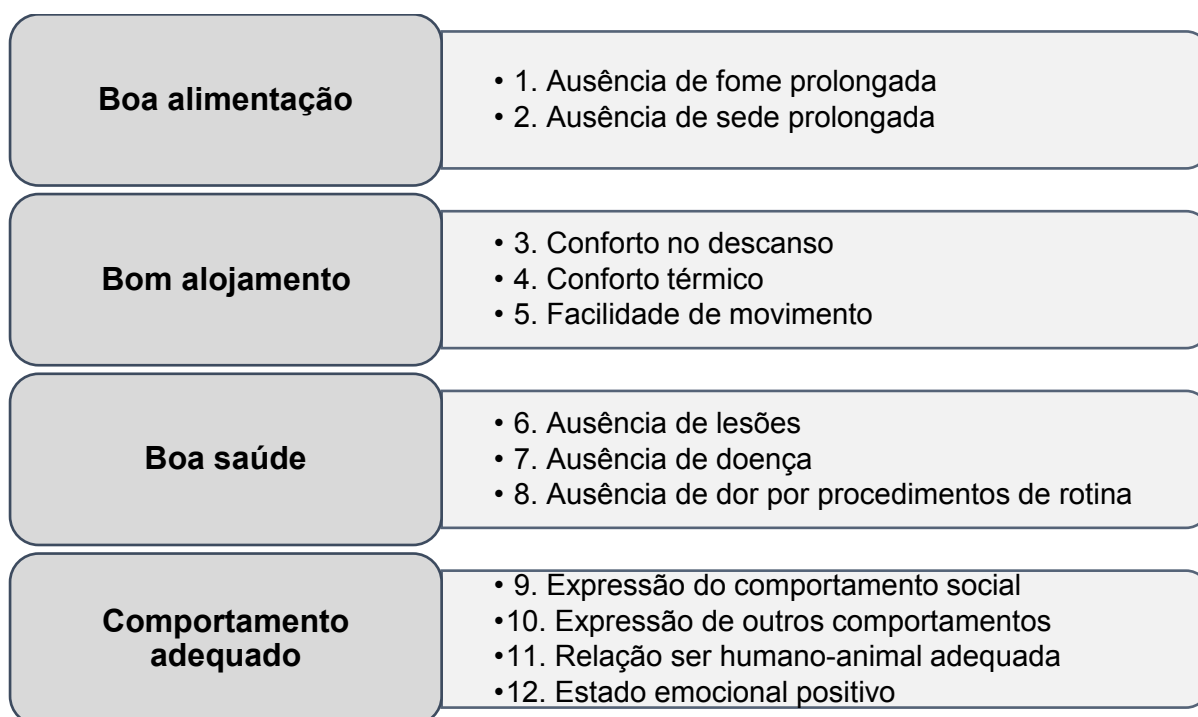 Boa alimentação
• 1. Ausência de fome prolongada
• 2. Ausência de sede prolongada
Bom alojamento
• 3. Conforto no descanso
• 4. Conforto térmico
• 5. Facilidade de movimento
Boa saúde
• 6. Ausência de lesões
• 7. Ausência de doença
• 8. Ausência de dor por procedimentos de rotina
Comportamento
adequado
• 9. Expressão do comportamento social
•10. Expressão de outros comportamentos
•11. Relação ser humano-animal adequada
•12. Estado emocional positivo